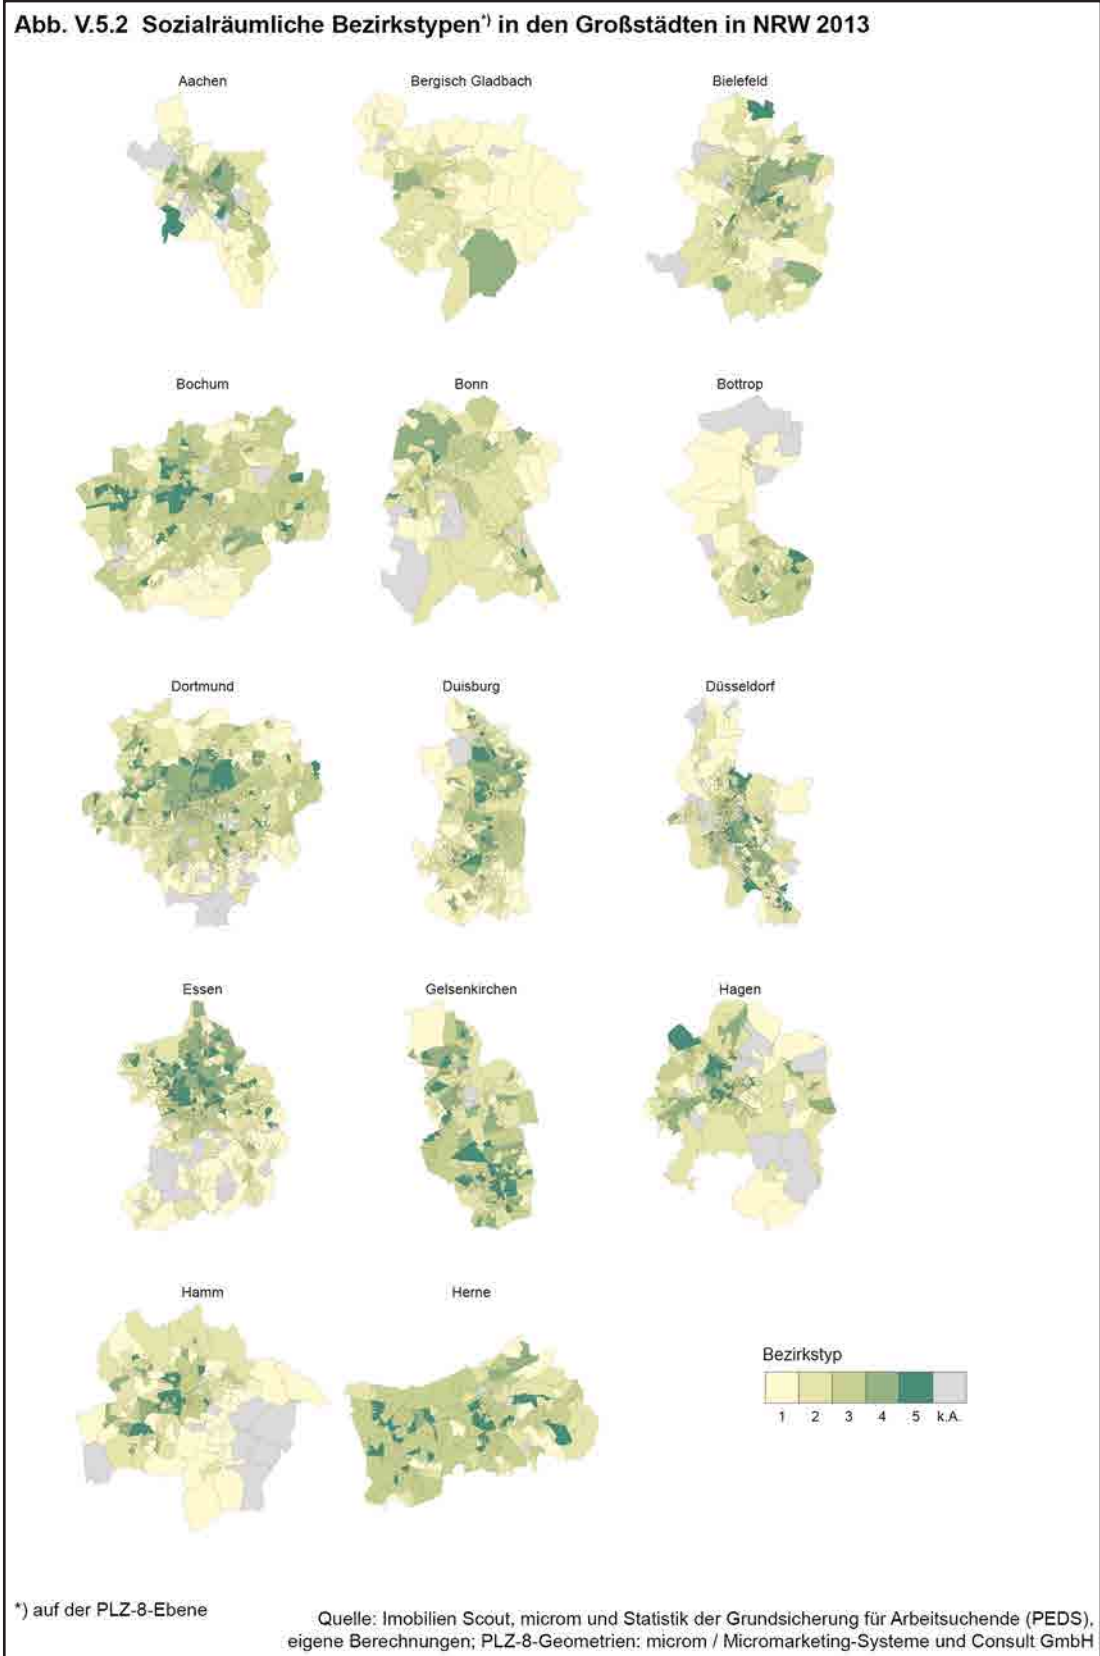 Abb. V.5.2 Sozialräumliche Bezirkstypen*) in den Großstädten in NRW 2013
Aachen
Bergisch Gladbach
Bielefeld
Bochum
Bonn
Bottrop
Dortmund
Duisburg
Düsseldorf
Essen
Gelsenkirchen
Hagen
Hamm
Herne
Bezirkstyp
1 2 3 4 5 k.A.
*) auf der PLZ-8-Ebene
Quelle: Imobilien Scout, microm und Statistik der Grundsicherung für Arbeitsuchende (PEDS),
eigene Berechnungen; PLZ-8-Geometrien: microm / Micromarketing-Systeme und Consult GmbH